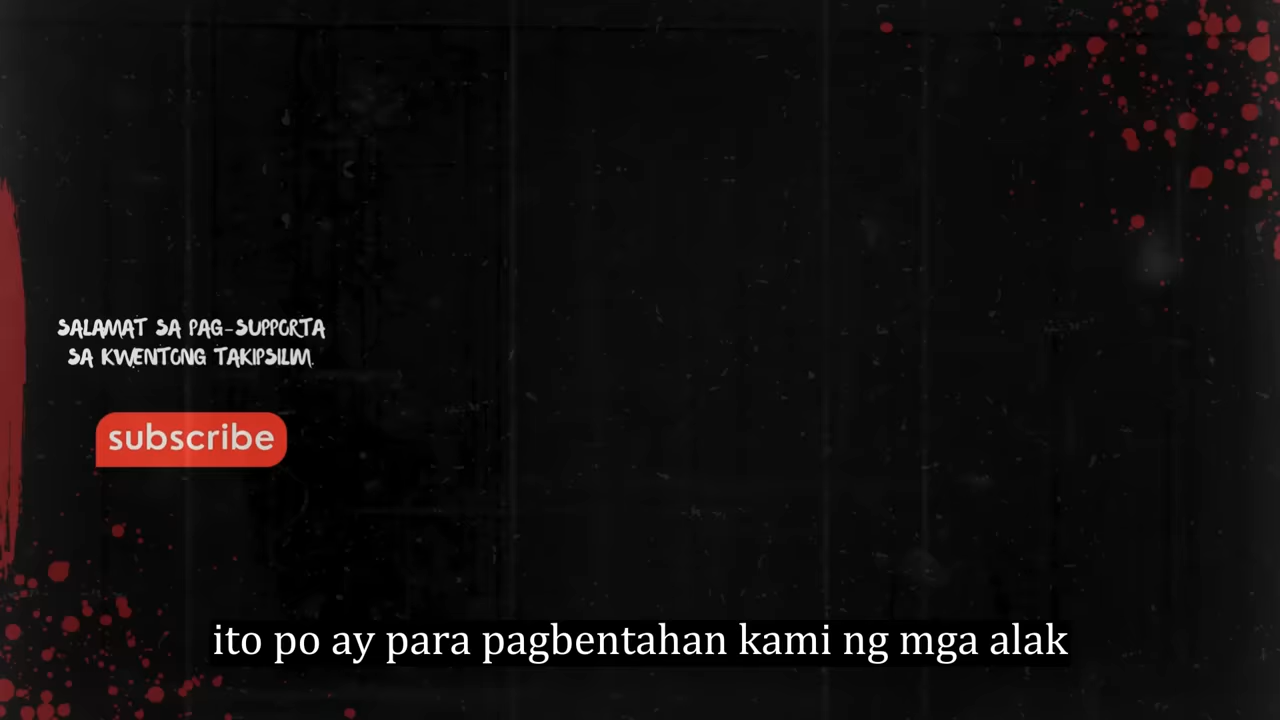 SALAMAT SA PAG-SUPPORTA
SA KWENTONG TAKIPSILIM.
subscribe
ito po ay para pagbentahan kami ng mga alak